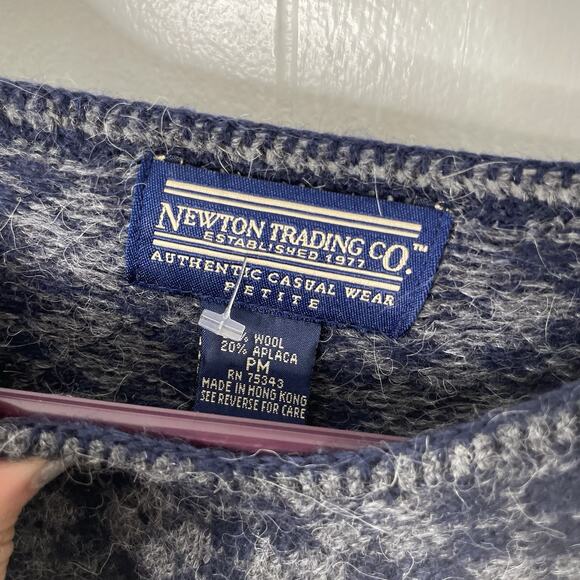 NEWTON TRADING CO.™
ESTABLISHED 1977
AUTHENTIC CASUAL WEAR
PETITE
% WOOL
20% APLACA
PM
RN 75343
MADE IN HONG KONG
SEE REVERSE FOR CARE